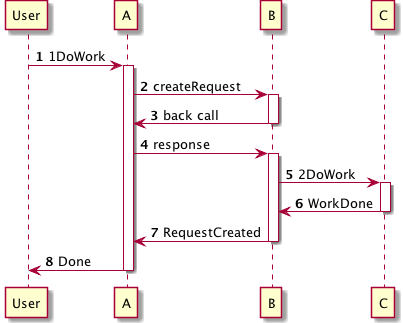 User A B C
1 1DoWork
2 createRequest
3 back call
4 response
5 2DoWork
6 WorkDone
7 RequestCreated
8 Done
User A B C